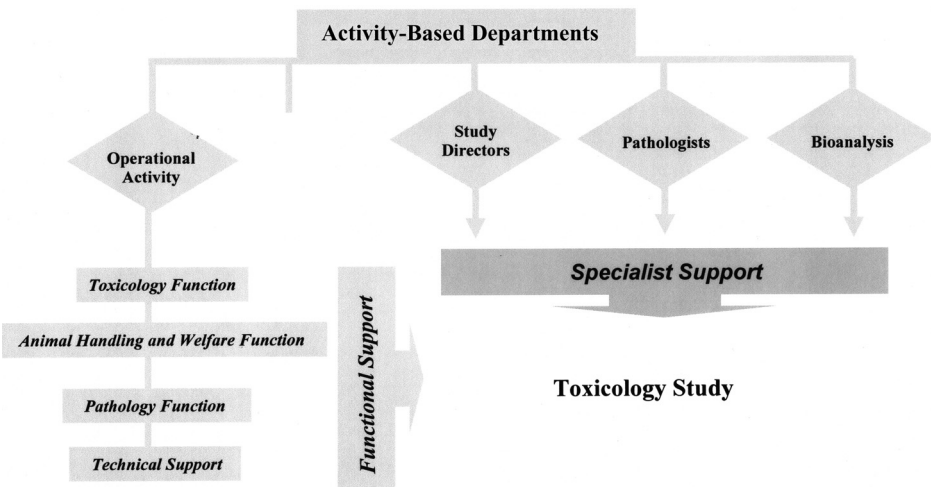 Activity-Based Departments
Operational
Activity
Study
Directors
Pathologists
Bioanalysis
Toxicology Function
Animal Handling and Welfare Function
Pathology Function
Technical Support
Functional Support
Specialist Support
Toxicology Study